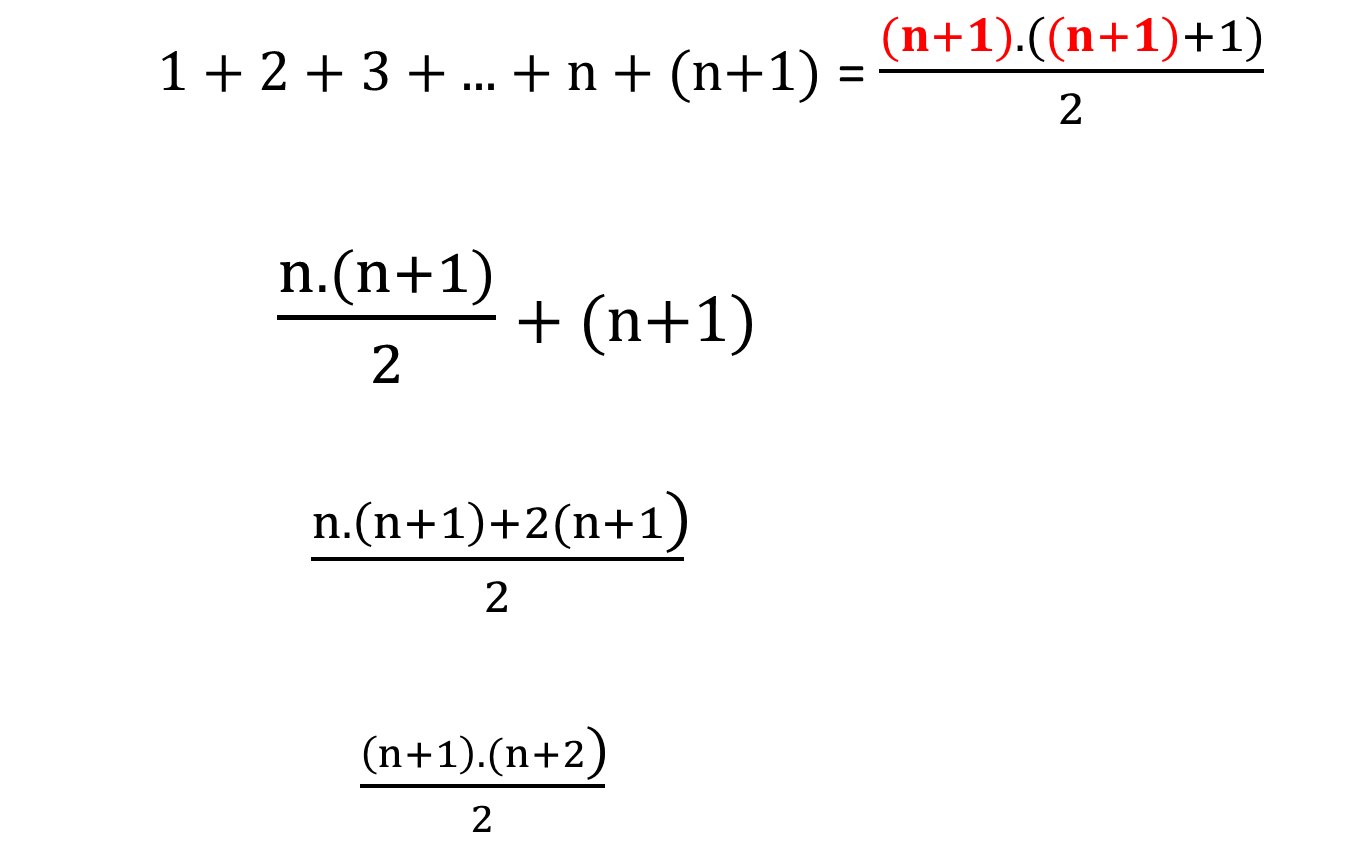 1 + 2 + 3 + ... + n + (n+1) = (n+1).((n+1)+1)
2
n.(n+1)
2
+ (n+1)
n.(n+1)+2(n+1)
2
(n+1).(n+2)
2